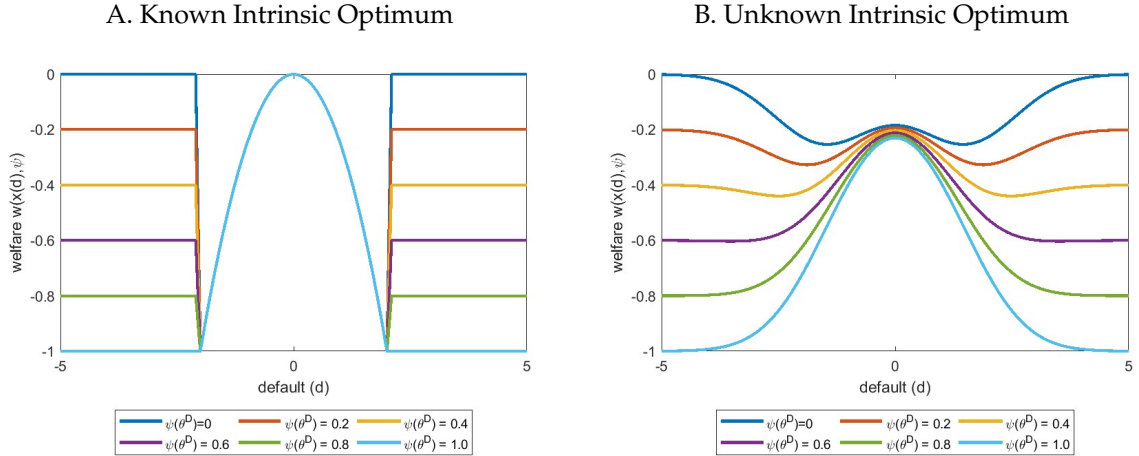 A. Known Intrinsic Optimum
0
-0.2
-0.4
-0.6
-0.8
-1
-5
0
5
welfare w(x(d),ψ)
default (d)
ψ(θ^D)=0
ψ(θ^D) = 0.2
ψ(θ^D) = 0.4
ψ(θ^D) = 0.6
ψ(θ^D) = 0.8
ψ(θ^D) = 1.0
B. Unknown Intrinsic Optimum
0
-0.2
-0.4
-0.6
-0.8
-1
-5
0
5
welfare w(x(d),ψ)
default (d)
ψ(θ^D)=0
ψ(θ^D) = 0.2
ψ(θ^D) = 0.4
ψ(θ^D) = 0.6
ψ(θ^D) = 0.8
ψ(θ^D) = 1.0